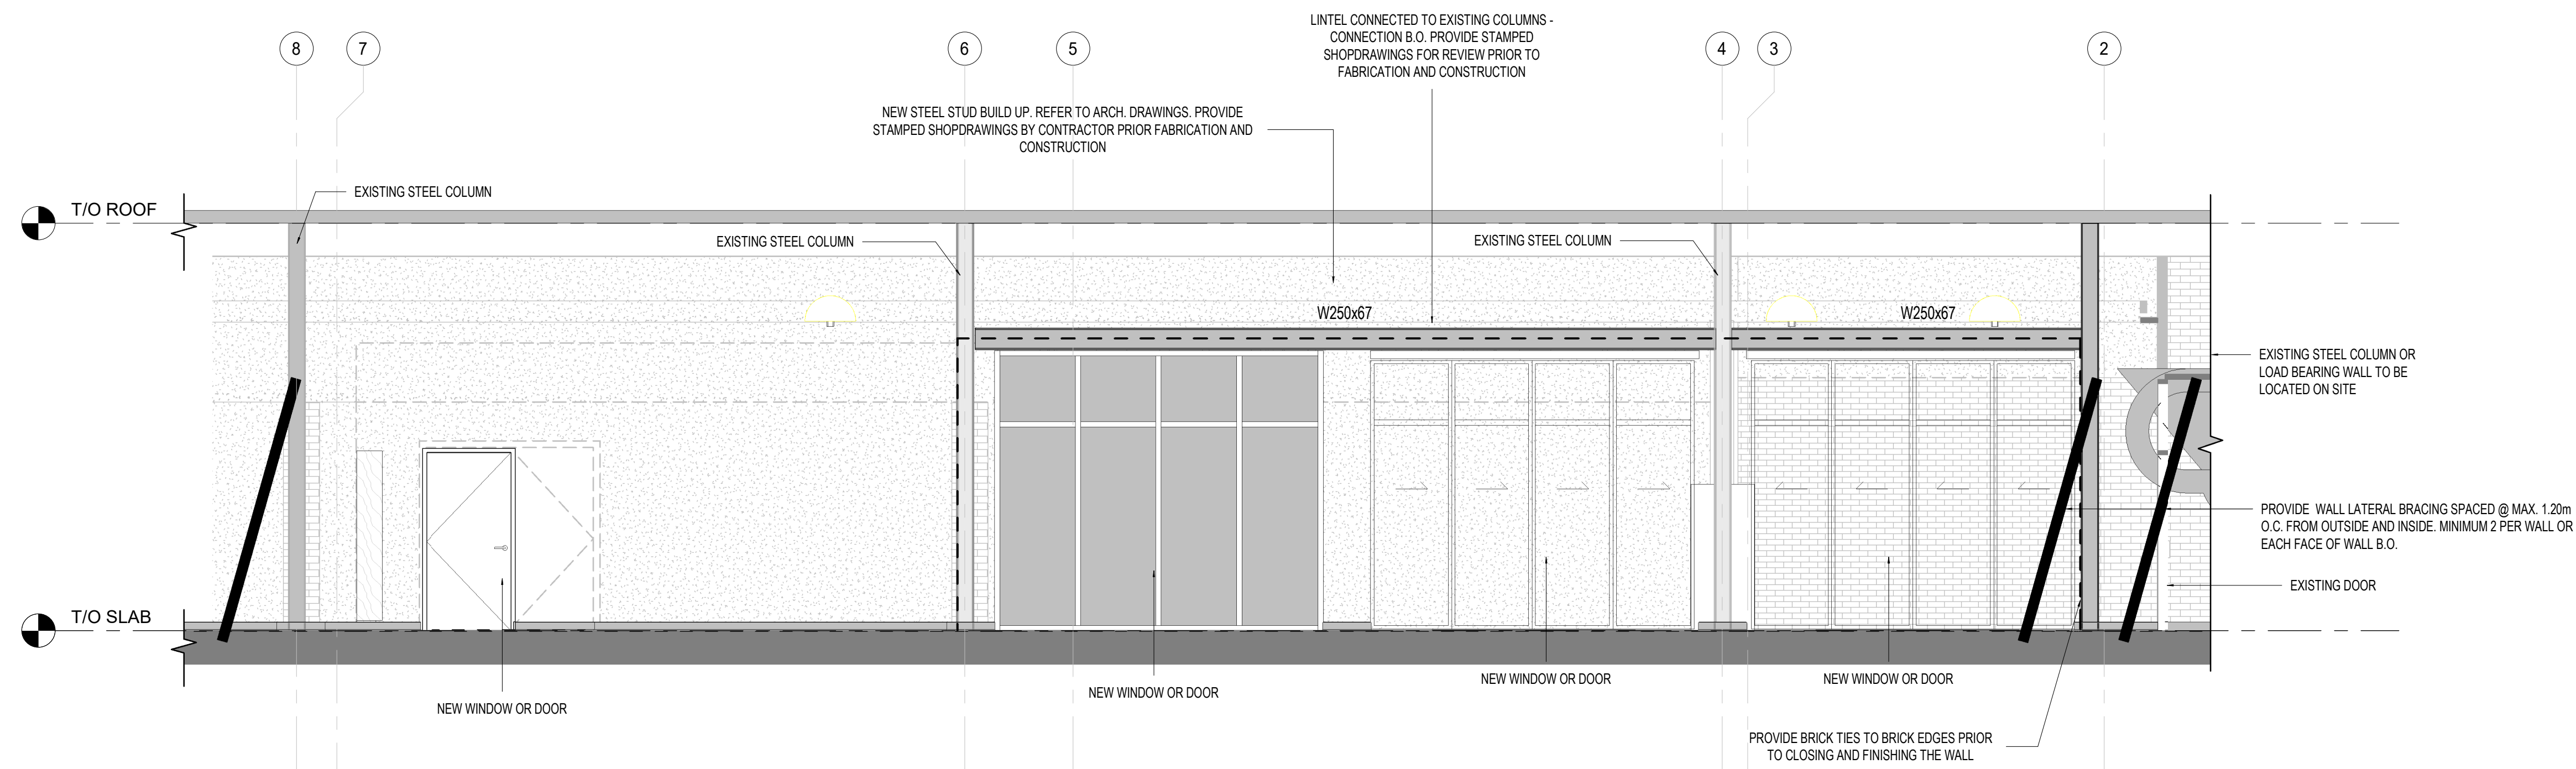 8
7
6
5
4
3
2
LINTEL CONNECTED TO EXISTING COLUMNS -
CONNECTION B.O. PROVIDE STAMPED
SHOPDRAWINGS FOR REVIEW PRIOR TO
FABRICATION AND CONSTRUCTION
NEW STEEL STUD BUILD UP. REFER TO ARCH. DRAWINGS. PROVIDE
STAMPED SHOPDRAWINGS BY CONTRACTOR PRIOR FABRICATION AND
CONSTRUCTION
EXISTING STEEL COLUMN
T/O ROOF
EXISTING STEEL COLUMN
EXISTING STEEL COLUMN
W250x67
W250x67
EXISTING STEEL COLUMN OR
LOAD BEARING WALL TO BE
LOCATED ON SITE
PROVIDE WALL LATERAL BRACING SPACED @ MAX. 1.20m
O.C. FROM OUTSIDE AND INSIDE. MINIMUM 2 PER WALL OR
EACH FACE OF WALL B.O.
EXISTING DOOR
T/O SLAB
NEW WINDOW OR DOOR
NEW WINDOW OR DOOR
NEW WINDOW OR DOOR
NEW WINDOW OR DOOR
PROVIDE BRICK TIES TO BRICK EDGES PRIOR
TO CLOSING AND FINISHING THE WALL